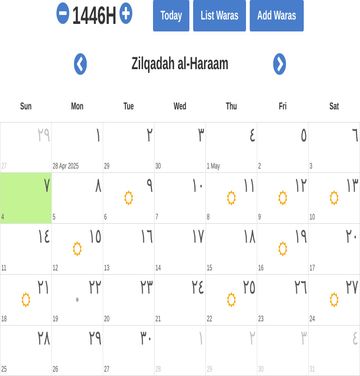 1446H
Today
List Waras
Add Waras
Zilqadah al-Haraam
Sun Mon Tue Wed Thu Fri Sat
٢٩ ١ ٢ ٣ ٤ ٥ ٦
27 28 Apr 2025 29 30 1 May 2 3
٧ ٨ ٩ ١٠ ١١ ١٢ ١٣
4 5 6 7 8 9 10
١٤ ١٥ ١٦ ١٧ ١٨ ١٩ ٢٠
11 12 13 14 15 16 17
٢١ ٢٢ ٢٣ ٢٤ ٢٥ ٢٦ ٢٧
18 19 20 21 22 23 24
٢٨ ٢٩ ٣٠ ١ ٢ ٣ ٤
25 26 27 28 29 30 31